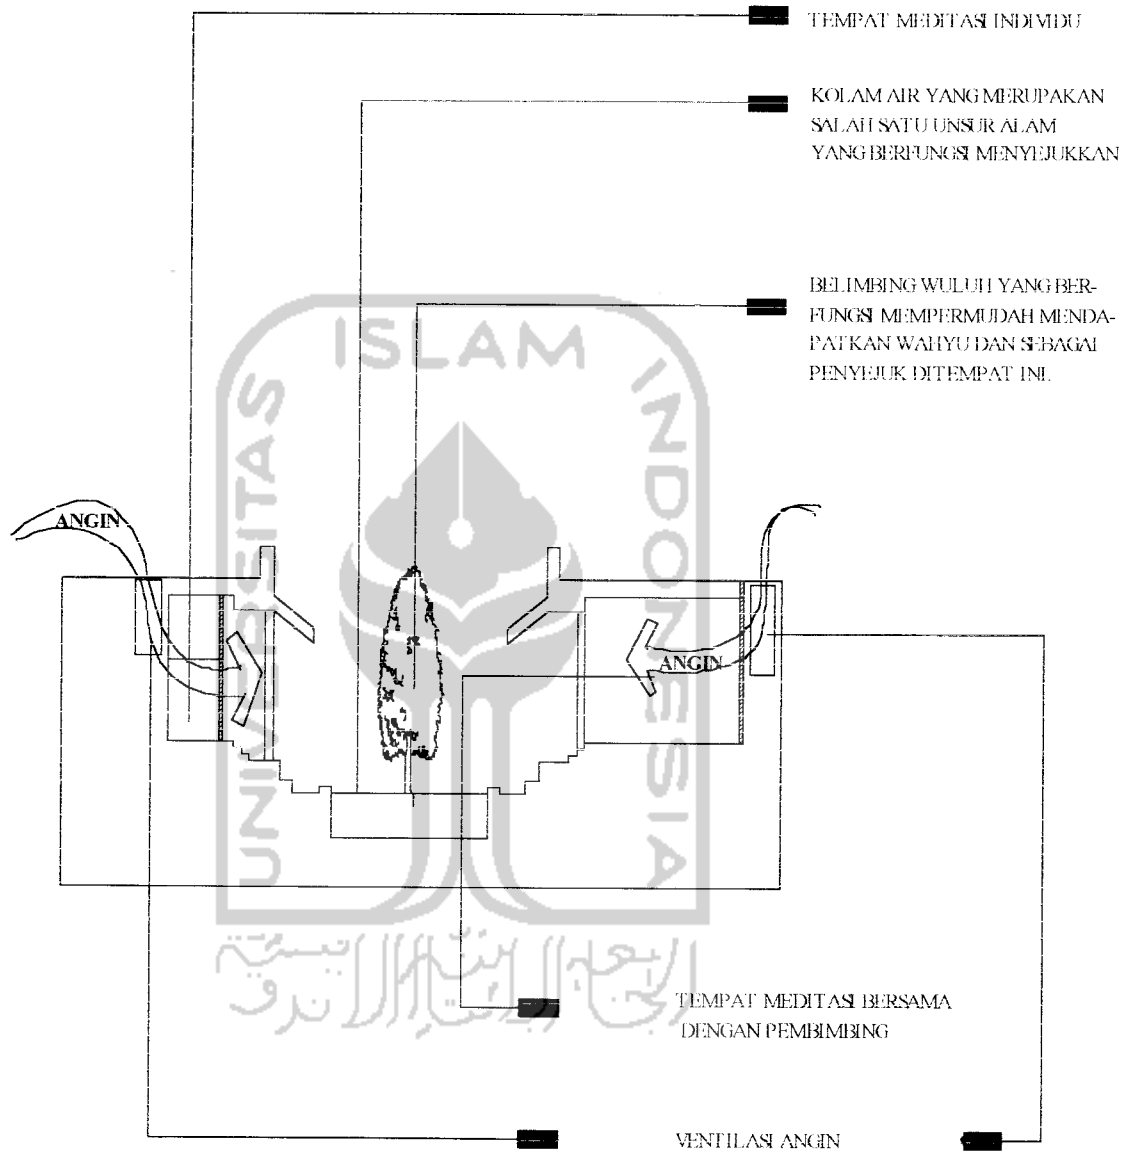 TEMPAT MEDITASI INDIVIDU
KOLAM AIR YANG MERUPAKAN
SALAH SATU UNSUR ALAM
YANG BERFUNGSI MENYEJUKKAN
BELIMBING WULUH YANG BER-
FUNGSI MEMPERMUDAH MENDA-
PATKAN WAHYU DAN SEBAGAI
PENYEJUK DITEMPAT INI.
UNIVERSITAS
ISLAM
INDONESIA
ANGIN
ANGIN
TEMPAT MEDITASI BERSAMA
DENGAN PEMBIMBING
VENTILASI ANGIN